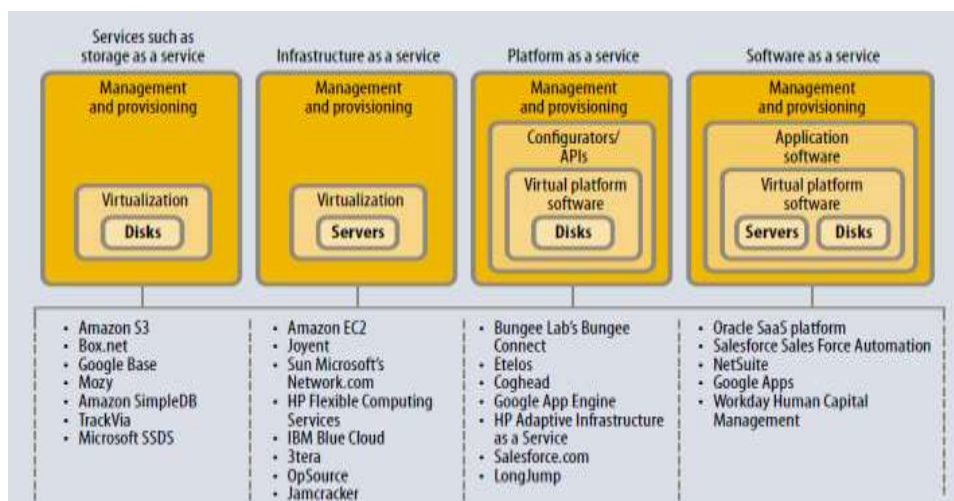 Services such as
storage as a service
Management
and provisioning
Virtualization
Disks
Infrastructure as a service
Management
and provisioning
Virtualization
Servers
Platform as a service
Management
and provisioning
Configurators/
APIs
Virtual platform
software
Disks
Software as a service
Management
and provisioning
Application
software
Virtual platform
software
Servers
Disks
• Amazon S3
• Box.net
• Google Base
• Mozy
• Amazon SimpleDB
• TrackVia
• Microsoft SSDS
• Amazon EC2
• Joyent
• Sun Microsoft's
Network.com
• HP Flexible Computing
Services
• IBM Blue Cloud
• 3tera
• OpSource
• Jamcracker
• Bungee Lab's Bungee
Connect
• Etelos
• Coghead
• Google App Engine
• HP Adaptive Infrastructure
as a Service
• Salesforce.com
• LongJump
• Oracle SaaS platform
• Salesforce Sales Force Automation
• NetSuite
• Google Apps
• Workday Human Capital
Management